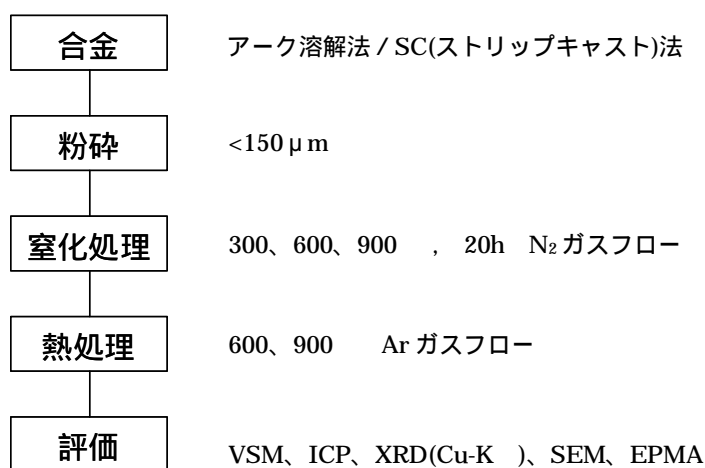 合金 アーク溶解法 / SC(ストリップキャスト)法
粉砕 <150μm
窒化処理 300、600、900 , 20h N₂ガスフロー
熱処理 600、900 Ar ガスフロー
評価 VSM、ICP、XRD(Cu-K )、SEM、EPMA